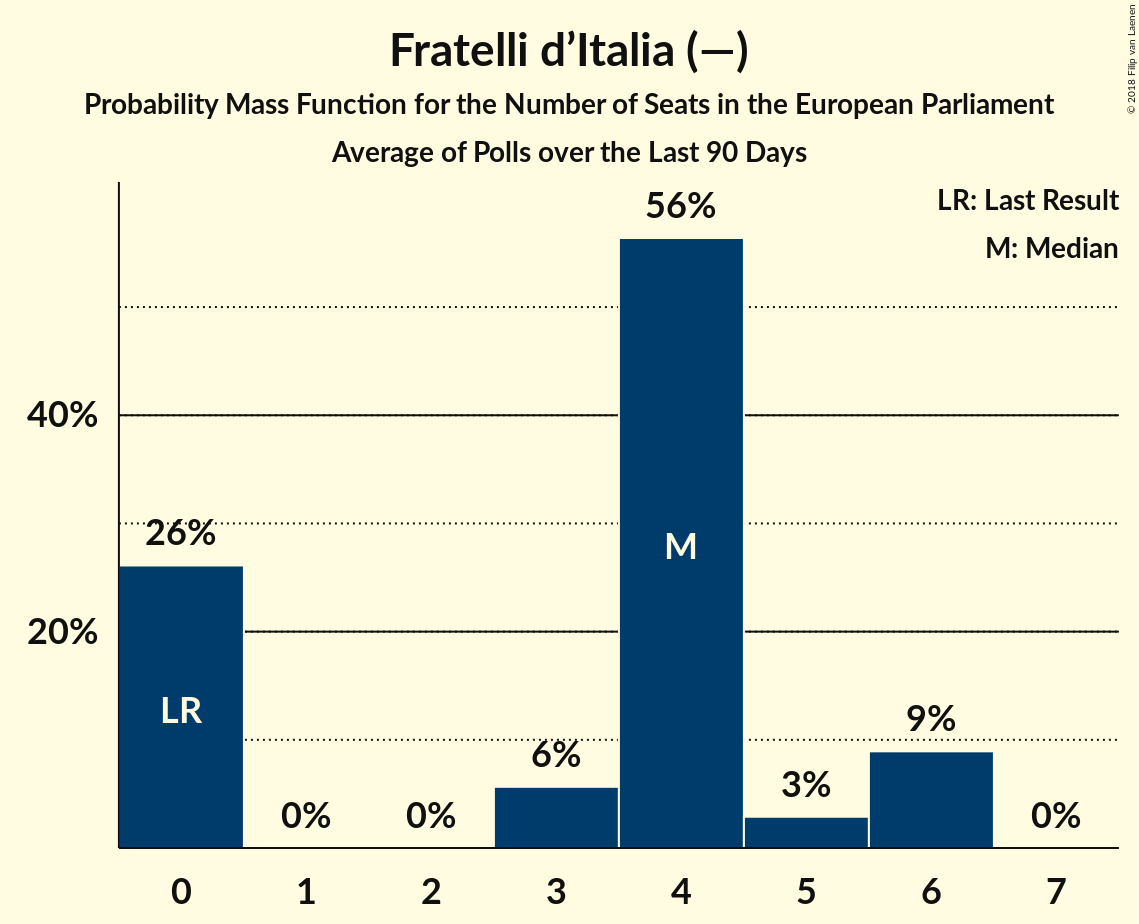 Fratelli d’Italia (—)
Probability Mass Function for the Number of Seats in the European Parliament
Average of Polls over the Last 90 Days
© 2018 Filip van Laenen
LR: Last Result
M: Median
56%
40%
26%
M
20%
LR
9%
6%
3%
0%
0%
0%
0 1 2 3 4 5 6 7